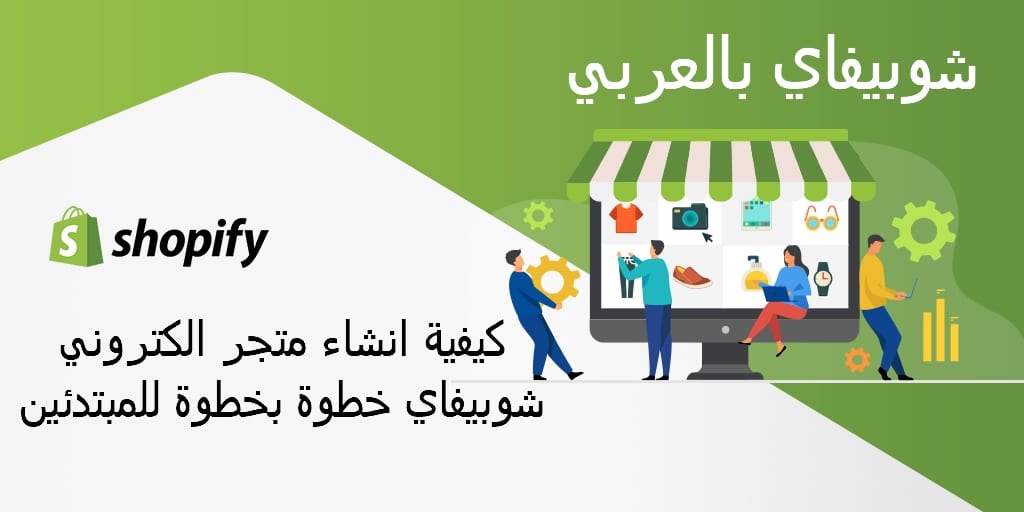 شوبيفاي بالعربي
shopify
كيفية انشاء متجر الكتروني
شوبيفاي خطوة بخطوة للمبتدئين